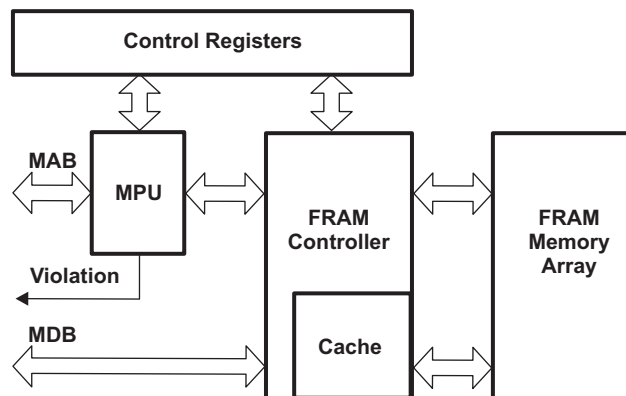 Control Registers
MAB
MPU
FRAM
Controller
FRAM
Memory
Array
Violation
MDB
Cache